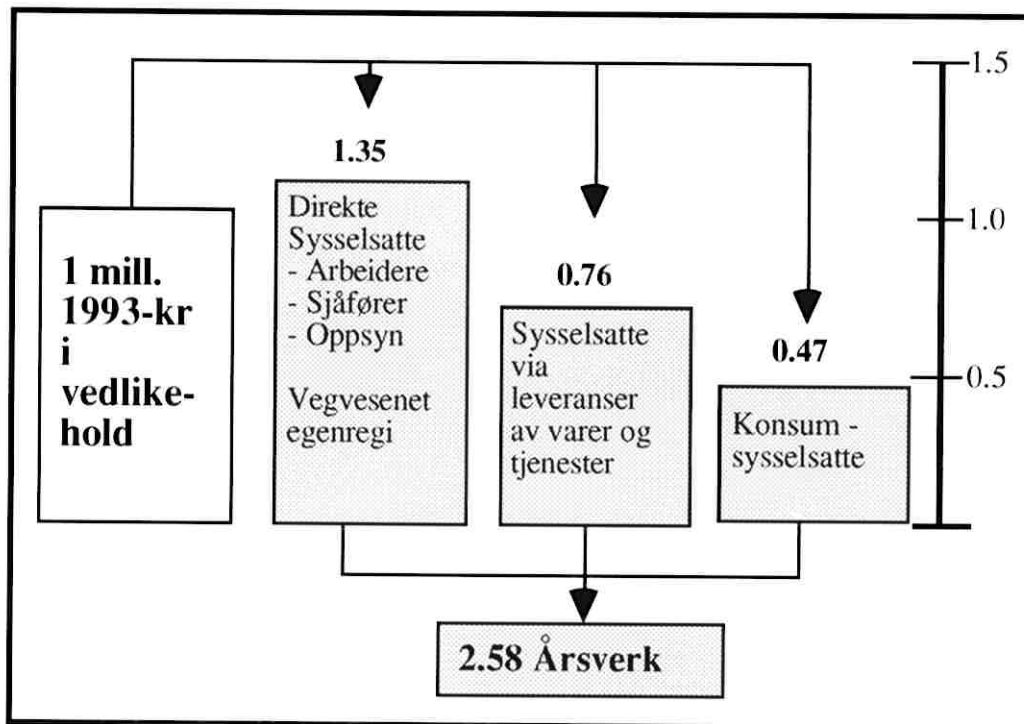 1 mill.
1993-kr
i
vedlike-
hold
1.35
Direkte
Sysselsatte
- Arbeidere
- Sjåfører
- Oppsyn
Vegvesenet
egenregi
0.76
Sysselsatte
via
leveranser
av varer og
tjenester
0.47
Konsum -
sysselsatte
1.5
1.0
0.5
2.58 Årsverk